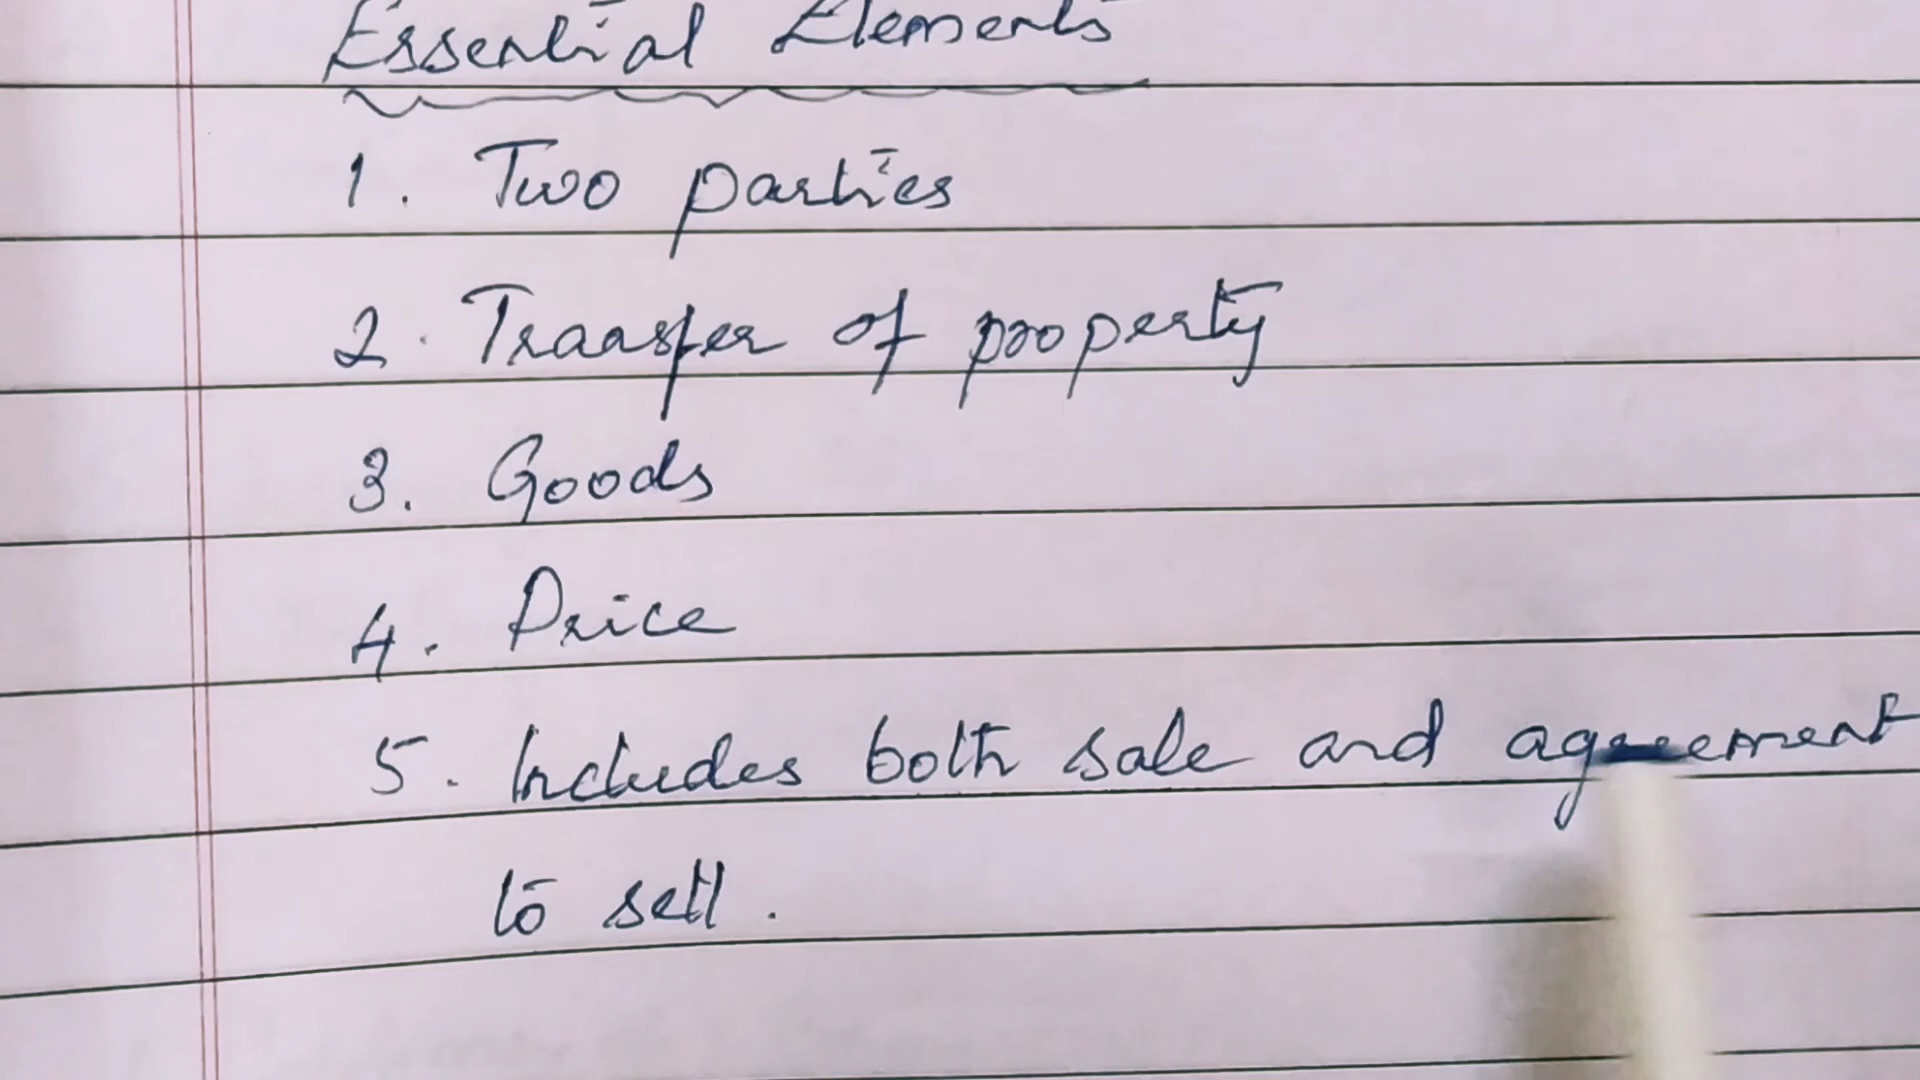 Essential Elements
1. Two parties
2. Transfer of property
3. Goods
4. Price
5. Includes both sale and agreement
to sell.